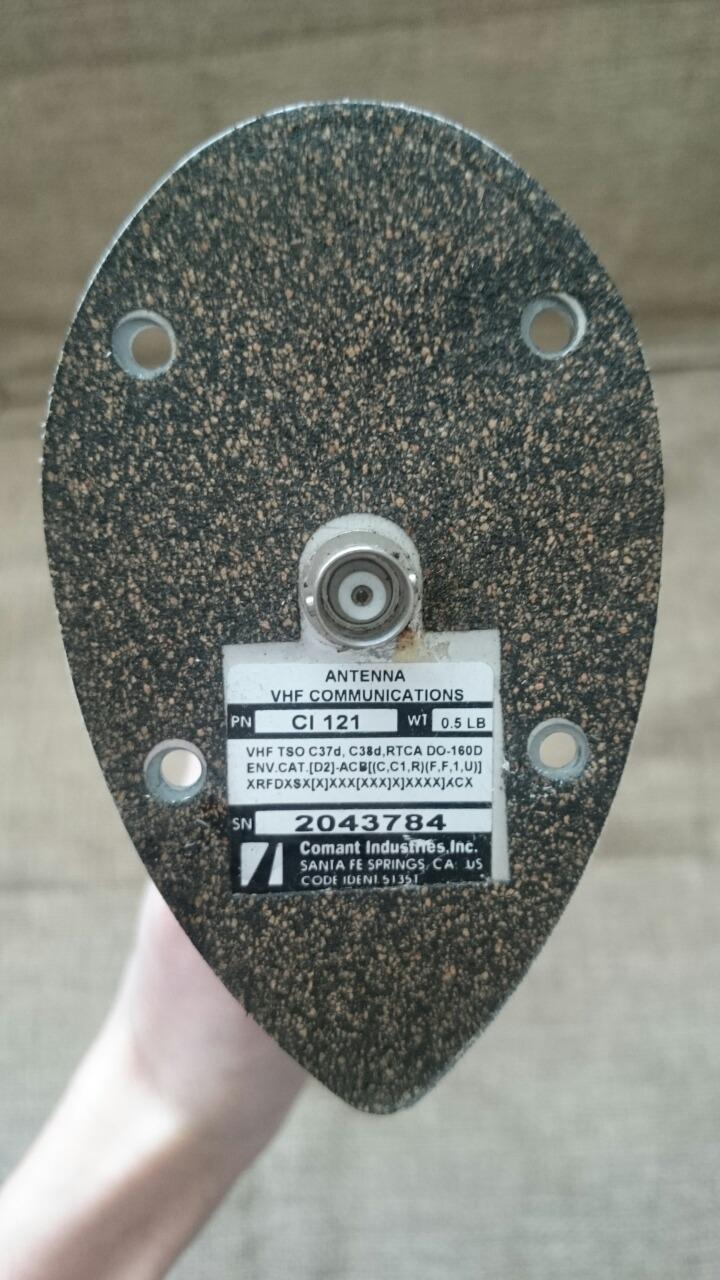 ANTENNA
VHF COMMUNICATIONS
PN CI 121 WT 0.5 LB
VHF TSO C37d, C38d,RTCA DO-160D
ENV.CAT.[D2]-ACB[(C,C1,R)(F,F,1,U)]
XRFDXSX[X]XXX[XXX]X]XXXX]XCX
SN 2043784
Comant Industries,Inc.
SANTA FE SPRINGS, CA. US
CODE IDENT. 51351